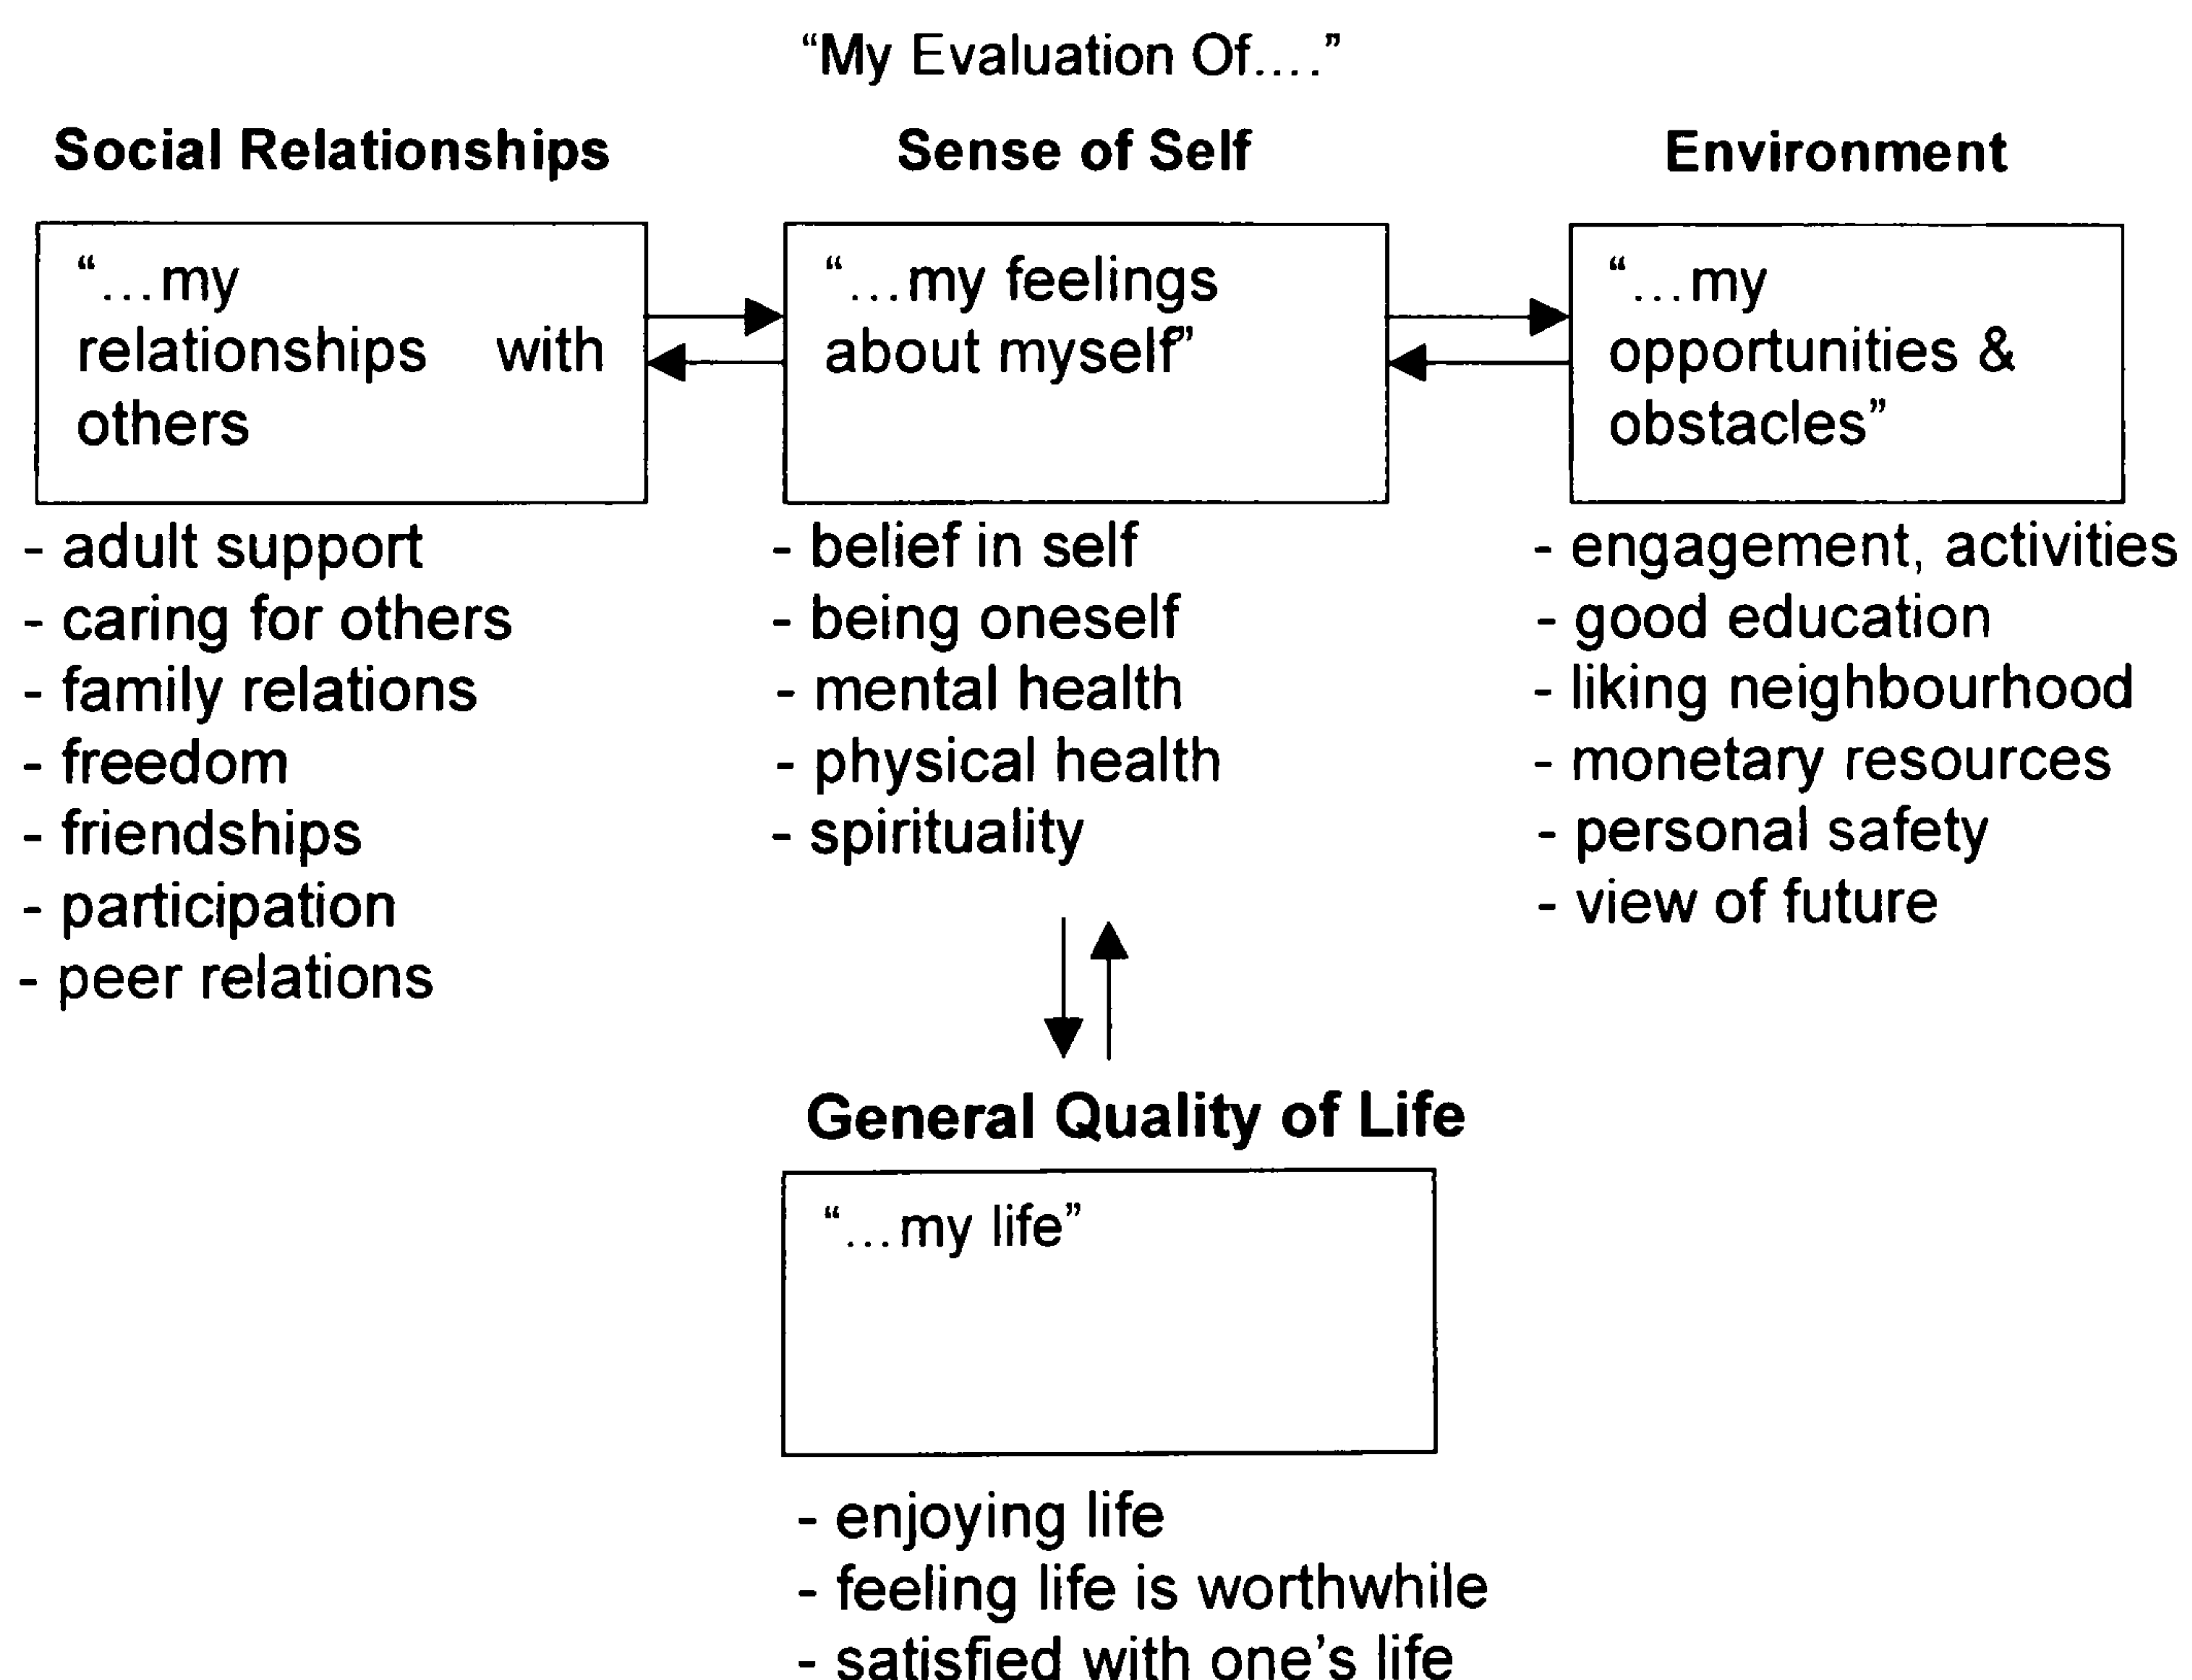 “My Evaluation Of....”
Social Relationships
“...my
relationships with
others
- adult support
- caring for others
- family relations
- freedom
- friendships
- participation
- peer relations
Sense of Self
“...my feelings
about myself”
- belief in self
- being oneself
- mental health
- physical health
- spirituality
Environment
“...my
opportunities &
obstacles”
- engagement, activities
- good education
- liking neighbourhood
- monetary resources
- personal safety
- view of future
General Quality of Life
“...my life”
- enjoying life
- feeling life is worthwhile
- satisfied with one’s life